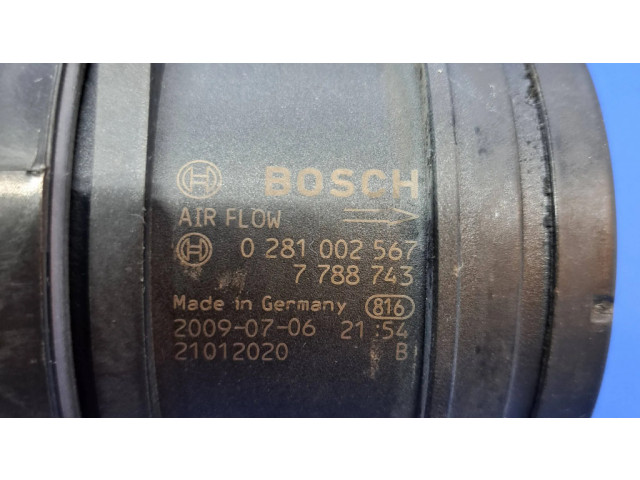 BOSCH
AIR FLOW
0 281 002 567
7 788 743
Made in Germany 816
2009-07-06 21:54
21012020 B